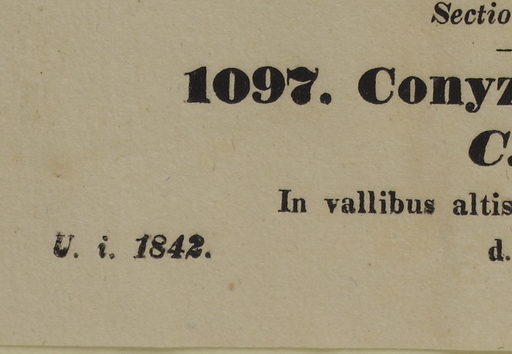 Sectio
1097. Conyz
C.
In vallibus altis
U. i. 1842. d.